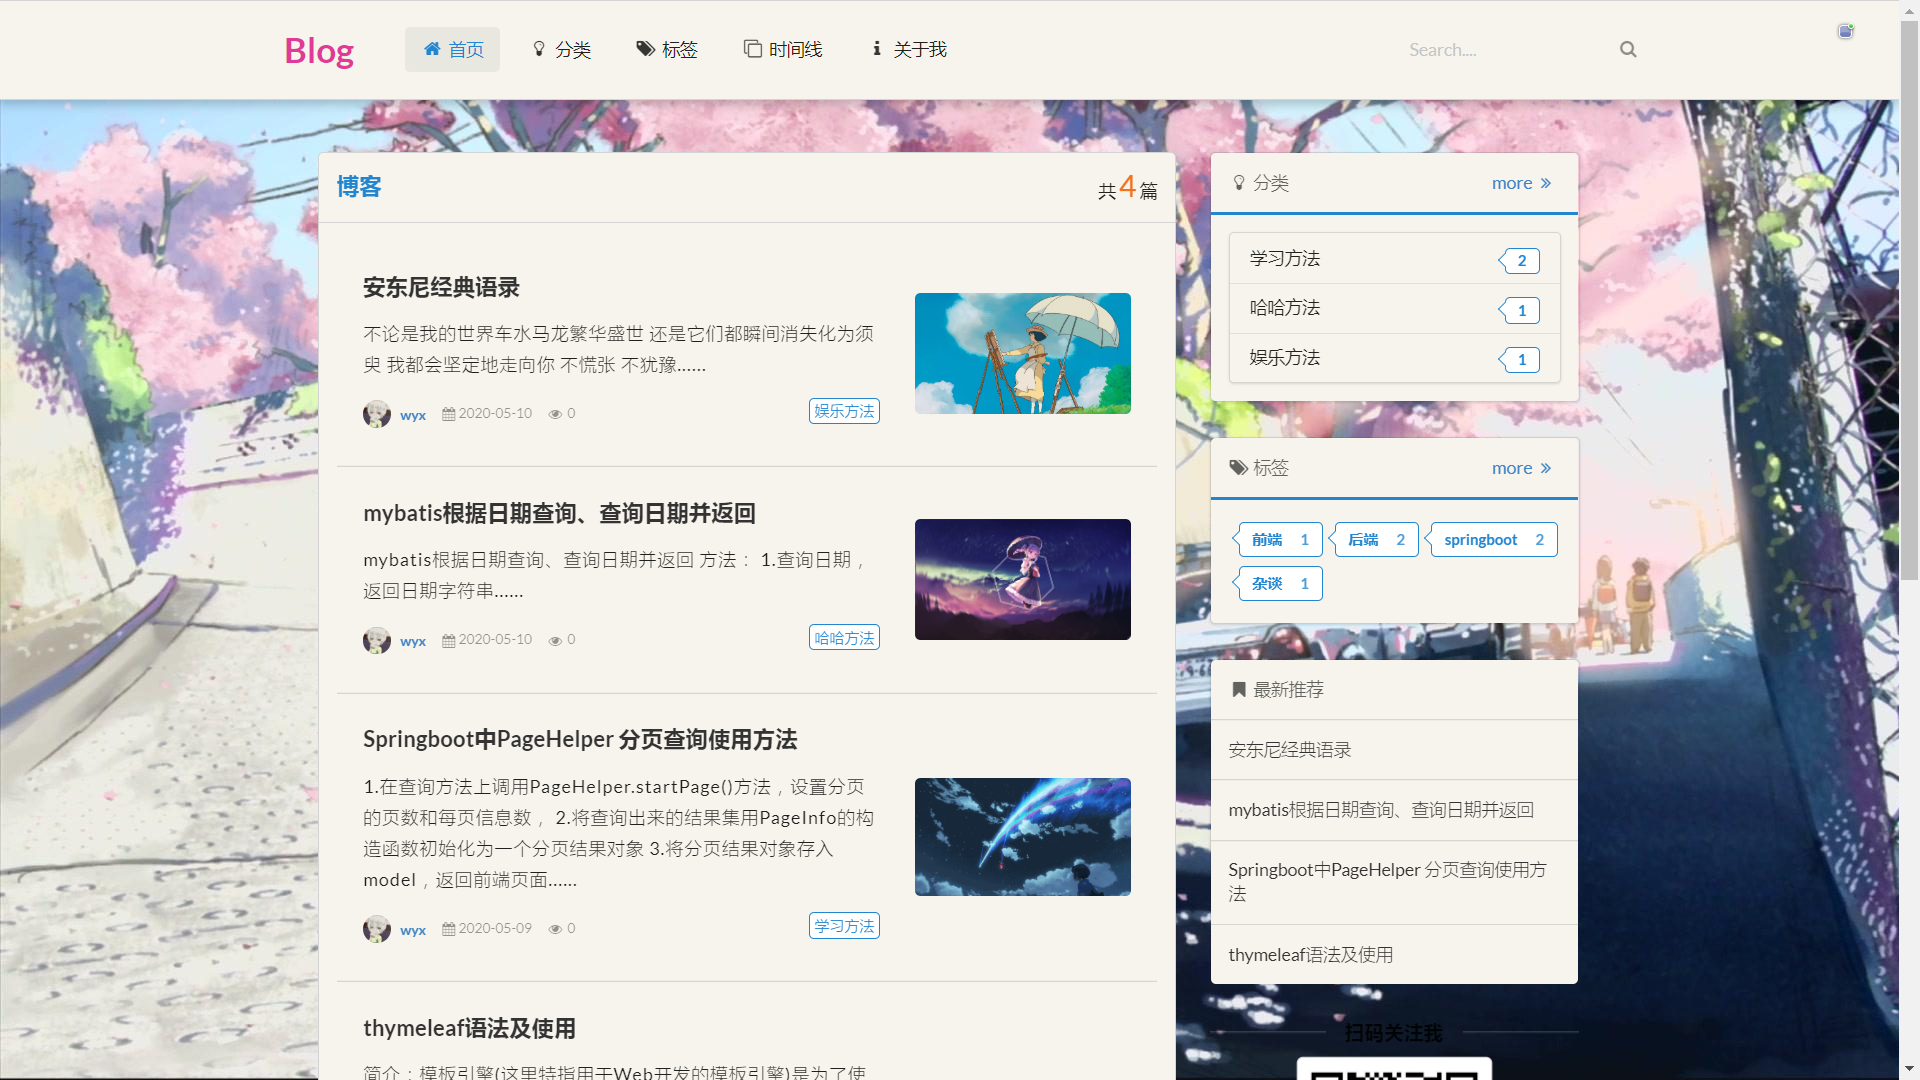 Blog
首页
分类
标签
时间线
关于我
Search....
博客
共4篇
安东尼经典语录
不论是我的世界车水马龙繁华盛世 还是它们都瞬间消失化为须
臾 我都会坚定地走向你 不慌张 不犹豫......
wyx 2020-05-10 0
娱乐方法
mybatis根据日期查询、查询日期并返回
mybatis根据日期查询、查询日期并返回 方法： 1.查询日期，
返回日期字符串......
wyx 2020-05-10 0
哈哈方法
Springboot中PageHelper 分页查询使用方法
1.在查询方法上调用PageHelper.startPage()方法，设置分页
的页数和每页信息数， 2.将查询出来的结果集用PageInfo的构
造函数初始化为一个分页结果对象 3.将分页结果对象存入
model，返回前端页面......
wyx 2020-05-09 0
学习方法
thymeleaf语法及使用
简介：模板引擎(这里特指用于Web开发的模板引擎)是为了使
分类 more
学习方法 2
哈哈方法 1
娱乐方法 1
标签 more
前端 1 后端 2 springboot 2
杂谈 1
最新推荐
安东尼经典语录
mybatis根据日期查询、查询日期并返回
Springboot中PageHelper 分页查询使用方
法
thymeleaf语法及使用
扫码关注我